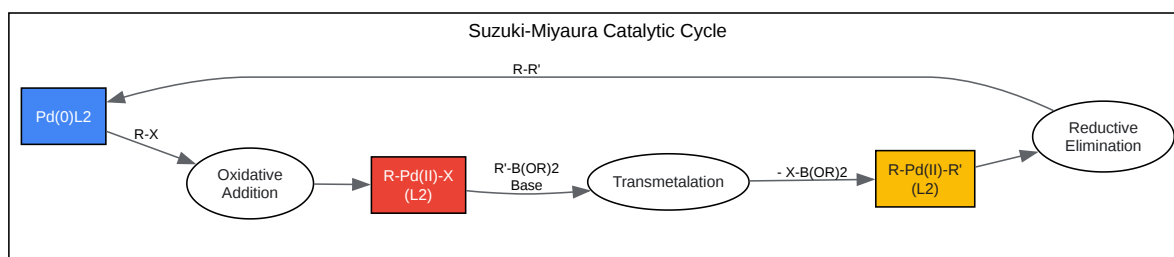 Suzuki-Miyaura Catalytic Cycle
R-R'
Pd(0)L2
R-X
Oxidative
Addition
R-Pd(II)-X
(L2)
R'-B(OR)2
Base
Transmetalation
- X-B(OR)2
R-Pd(II)-R'
(L2)
Reductive
Elimination